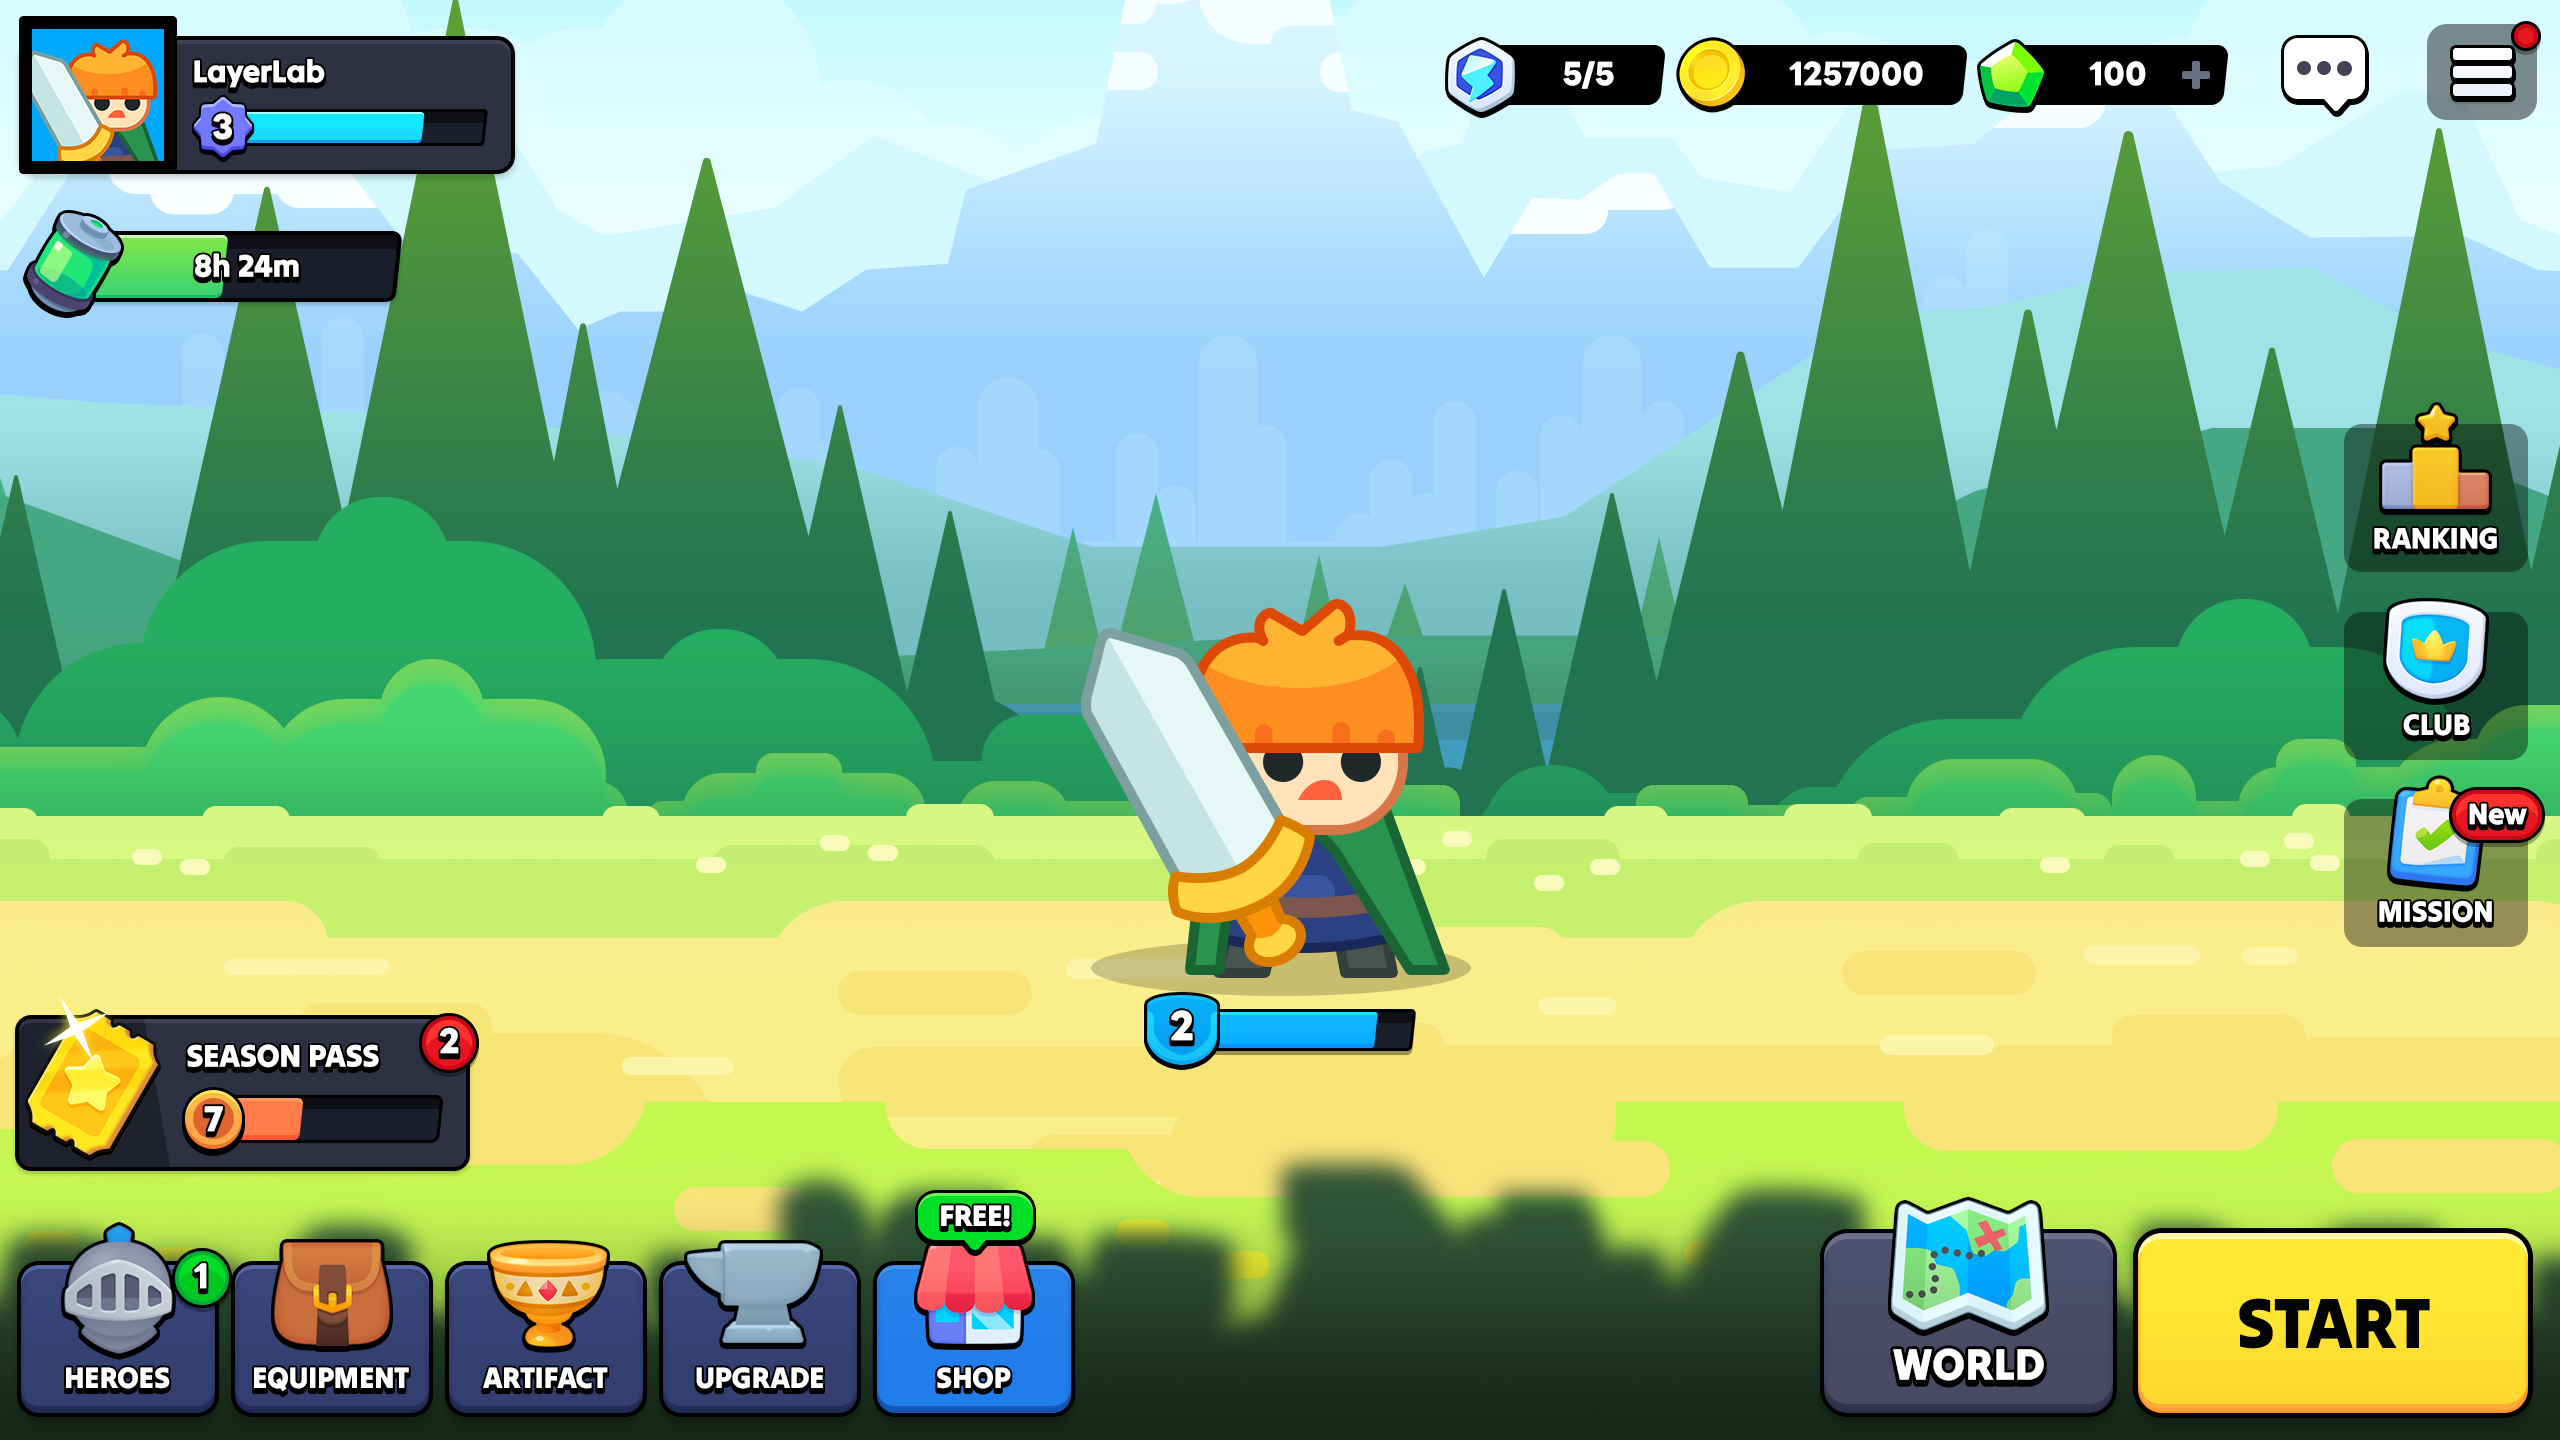 LayerLab
3
5/5
1257000
100
8h 24m
RANKING
CLUB
New
MISSION
2
SEASON PASS
2
7
FREE!
1
HEROES
EQUIPMENT
ARTIFACT
UPGRADE
SHOP
WORLD
START